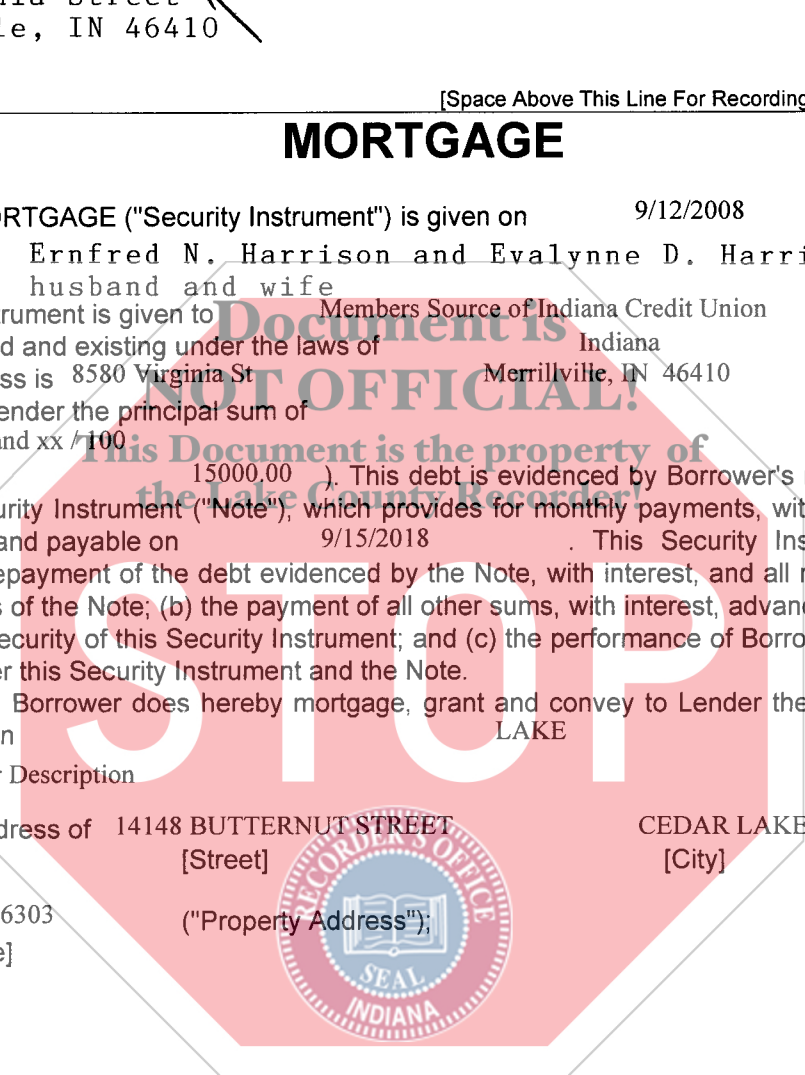 le, IN 46410
[Space Above This Line For Recording
MORTGAGE
ORTGAGE ("Security Instrument") is given on 9/12/2008
Ernfred N. Harrison and Evalynne D. Harri
husband and wife
rument is given to Members Source of Indiana Credit Union
d and existing under the laws of Indiana
ss is 8580 Virginia St Merrillville, IN 46410
ender the principal sum of
and xx / 100
15000.00 ). This debt is evidenced by Borrower's
urity Instrument ("Note"), which provides for monthly payments, wit
and payable on 9/15/2018 . This Security Ins
epayment of the debt evidenced by the Note, with interest, and all
s of the Note; (b) the payment of all other sums, with interest, advan
ecurity of this Security Instrument; and (c) the performance of Borro
r this Security Instrument and the Note.
Borrower does hereby mortgage, grant and convey to Lender the
n LAKE
r Description
dress of 14148 BUTTERNUT STREET CEDAR LAKE
[Street] [City]
6303 ("Property Address");
e]
Document is
NOT OFFICIAL!
This Document is the property of
the Lake County Recorder!
STOP
RECORDER'S OFFICE
SEAL
INDIANA